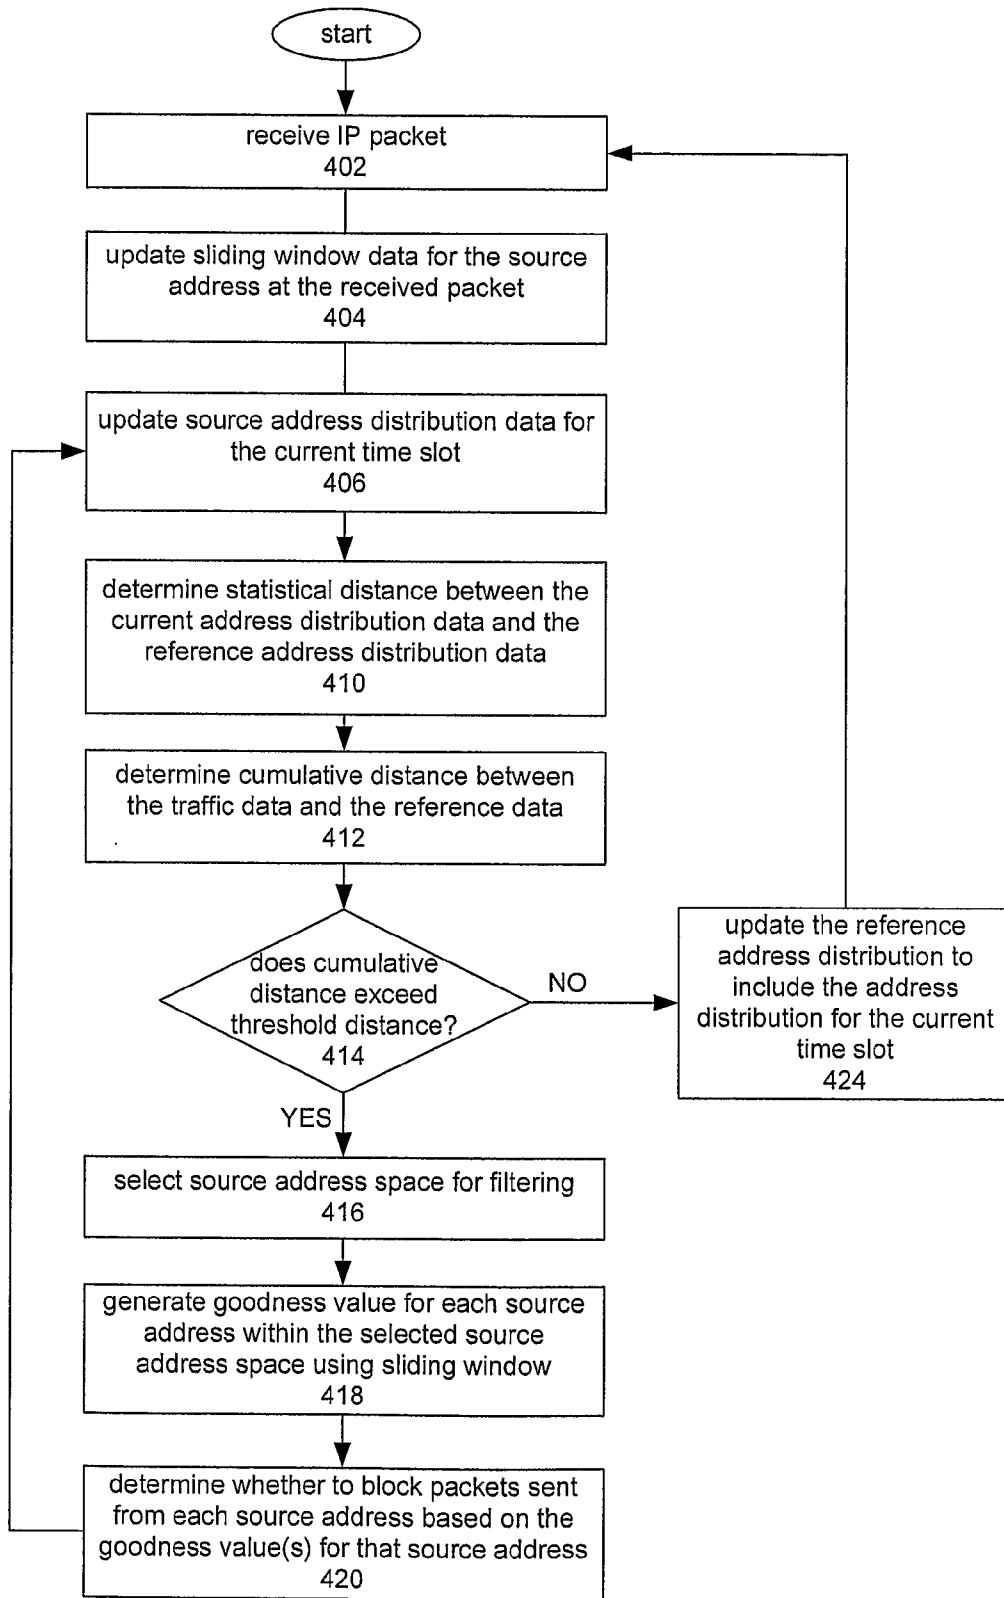 start
receive IP packet
402
update sliding window data for the source
address at the received packet
404
update source address distribution data for
the current time slot
406
determine statistical distance between the
current address distribution data and the
reference address distribution data
410
determine cumulative distance between
the traffic data and the reference data
412
does cumulative
distance exceed
threshold distance?
414
NO
update the reference
address distribution to
include the address
distribution for the current
time slot
424
YES
select source address space for filtering
416
generate goodness value for each source
address within the selected source
address space using sliding window
418
determine whether to block packets sent
from each source address based on the
goodness value(s) for that source address
420